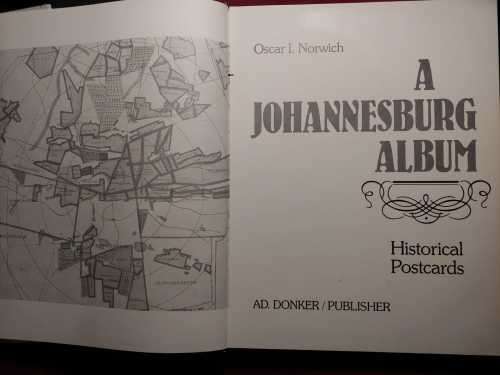 Oscar I. Norwich
A
JOHANNESBURG
ALBUM
Historical
Postcards
AD. DONKER / PUBLISHER